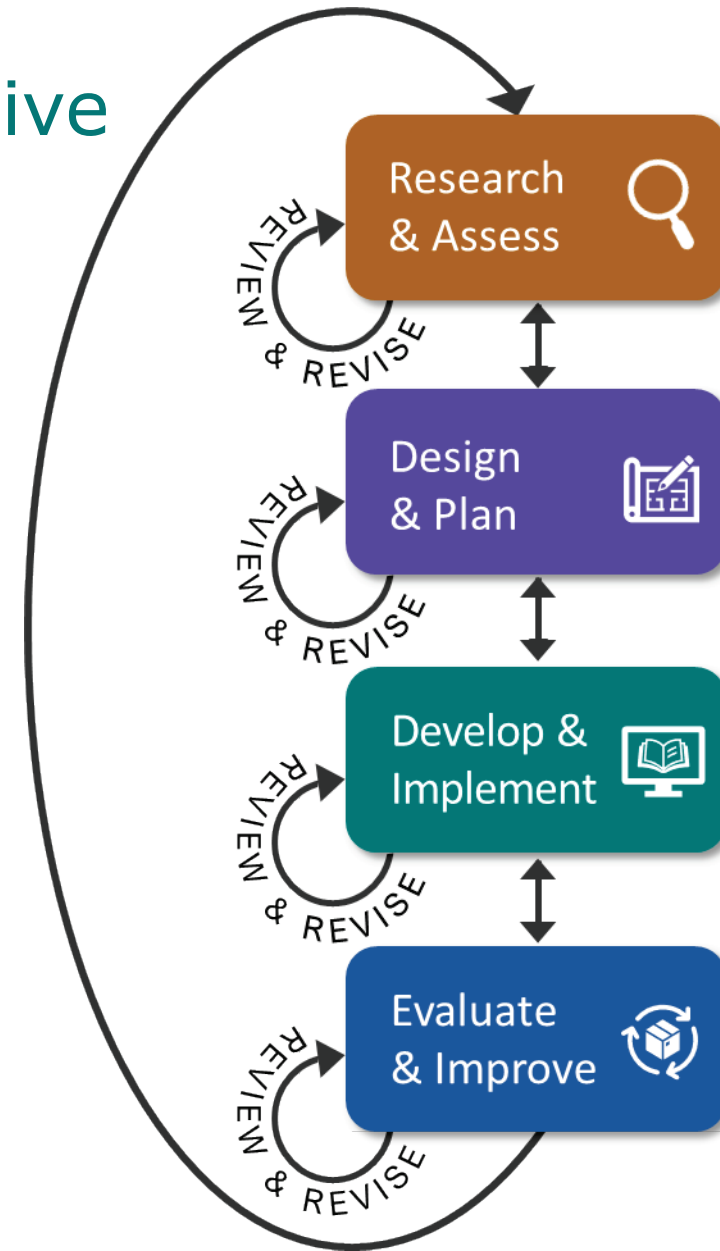 ive
Research
& Assess
REVIEW & REVISE
Design
& Plan
REVIEW & REVISE
Develop &
Implement
REVIEW & REVISE
Evaluate
& Improve
REVIEW & REVISE